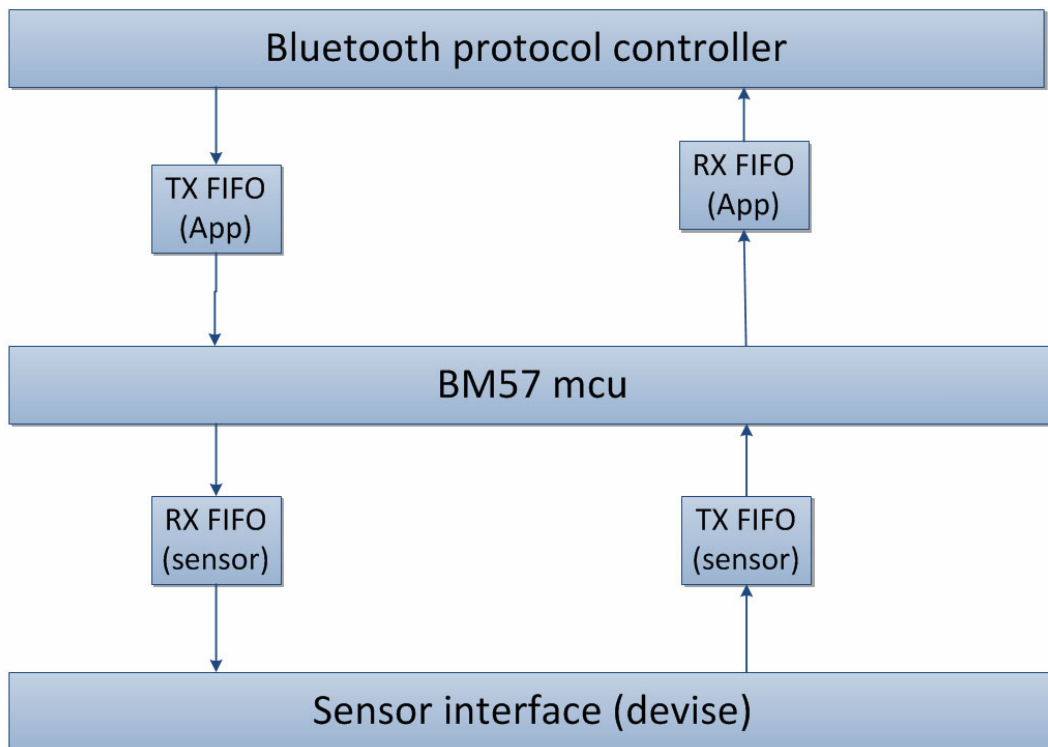 Bluetooth protocol controller
TX FIFO
(App)
RX FIFO
(App)
BM57 mcu
RX FIFO
(sensor)
TX FIFO
(sensor)
Sensor interface (devise)